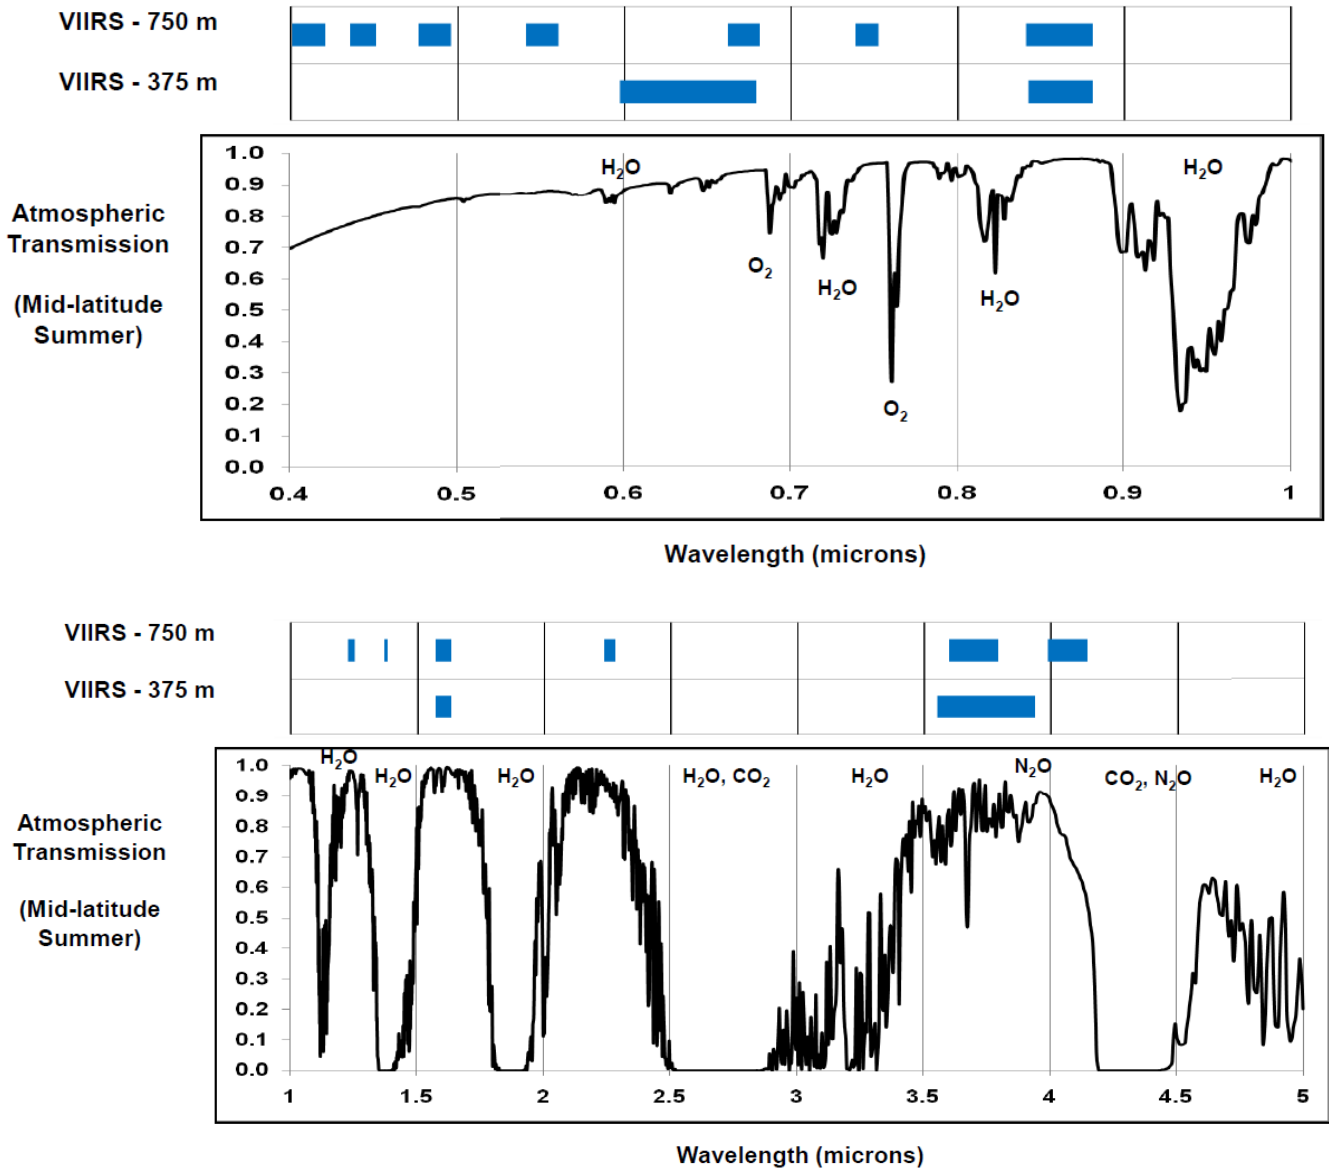 VIIRS - 750 m
VIIRS - 375 m
Atmospheric
Transmission
(Mid-latitude
Summer)
1.0
0.9
0.8
0.7
0.6
0.5
0.4
0.3
0.2
0.1
0.0
H₂O
O₂
H₂O
O₂
H₂O
H₂O
0.4 0.5 0.6 0.7 0.8 0.9 1
Wavelength (microns)
VIIRS - 750 m
VIIRS - 375 m
Atmospheric
Transmission
(Mid-latitude
Summer)
1.0
0.9
0.8
0.7
0.6
0.5
0.4
0.3
0.2
0.1
0.0
H₂O
H₂O
H₂O
H₂O, CO₂
H₂O
N₂O
CO₂, N₂O
H₂O
1 1.5 2 2.5 3 3.5 4 4.5 5
Wavelength (microns)